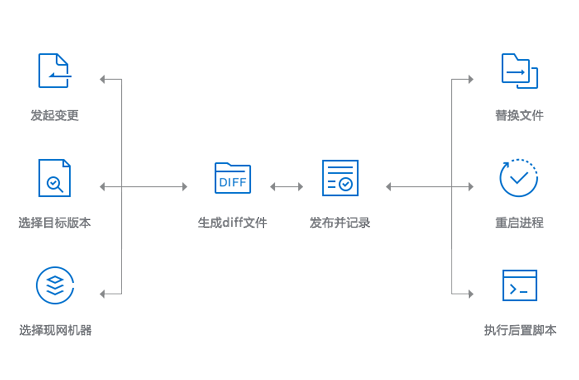 发起变更
替换文件
DIFF
选择目标版本
生成diff文件
发布并记录
重启进程
选择现网机器
执行后置脚本